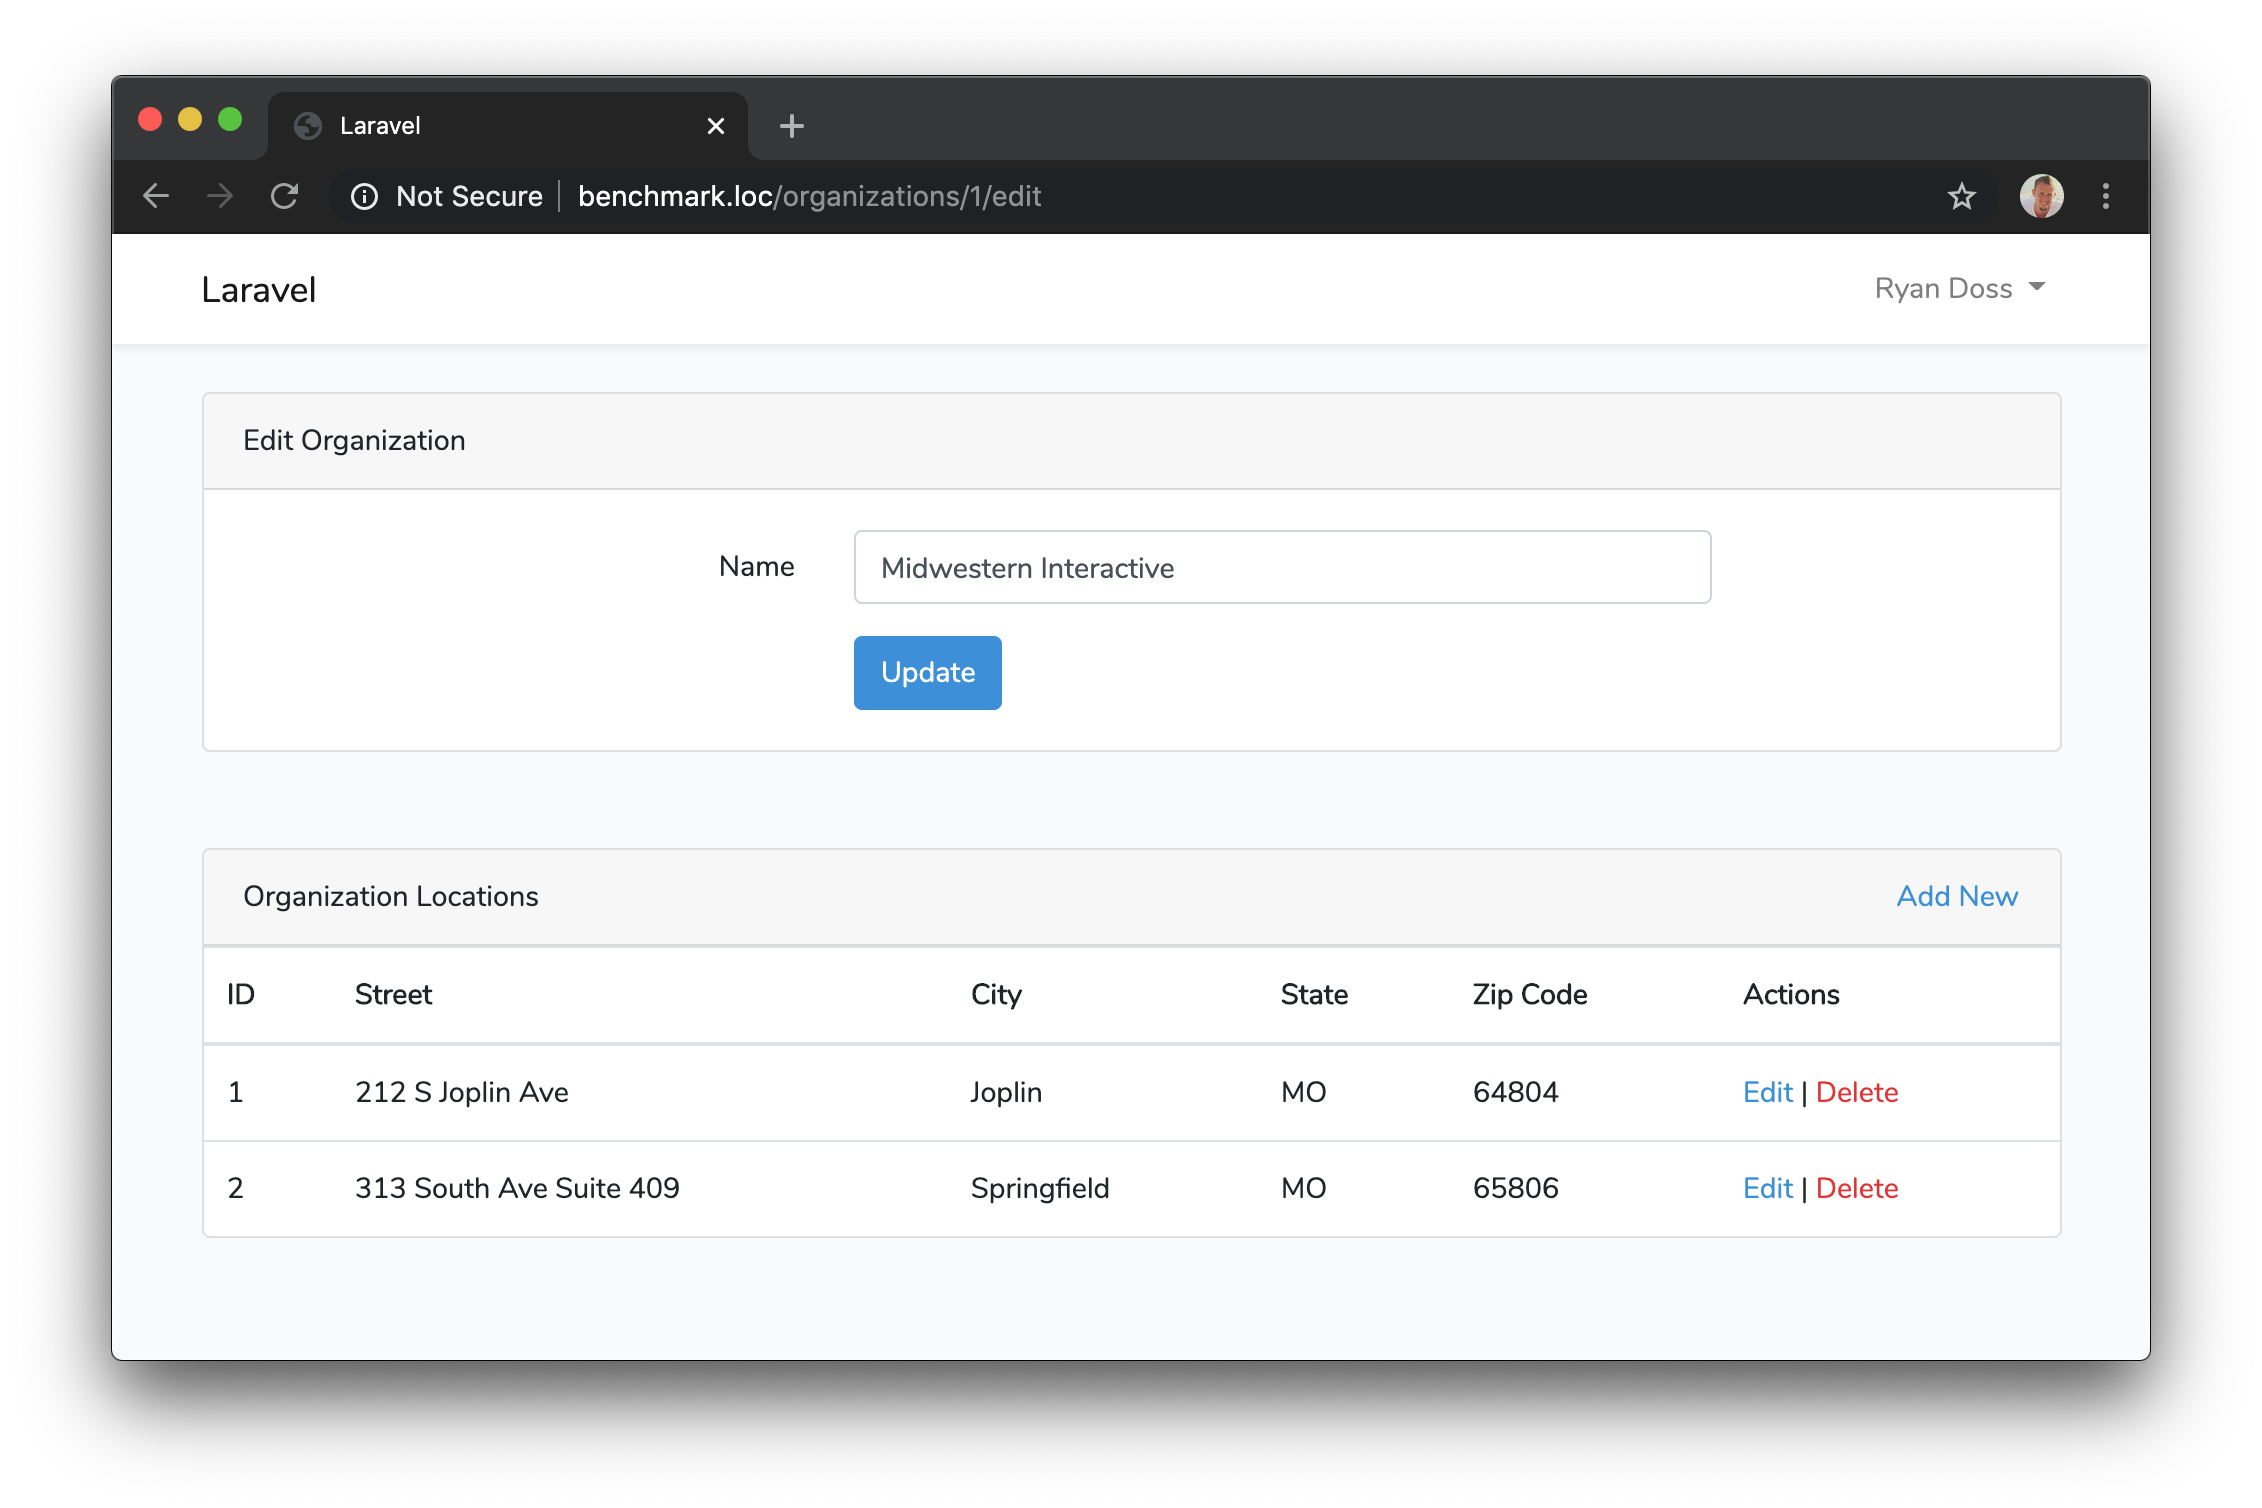 Laravel
Not Secure | benchmark.loc/organizations/1/edit
Laravel Ryan Doss
Edit Organization
Name Midwestern Interactive
Update
Organization Locations Add New
ID Street City State Zip Code Actions
1 212 S Joplin Ave Joplin MO 64804 Edit | Delete
2 313 South Ave Suite 409 Springfield MO 65806 Edit | Delete